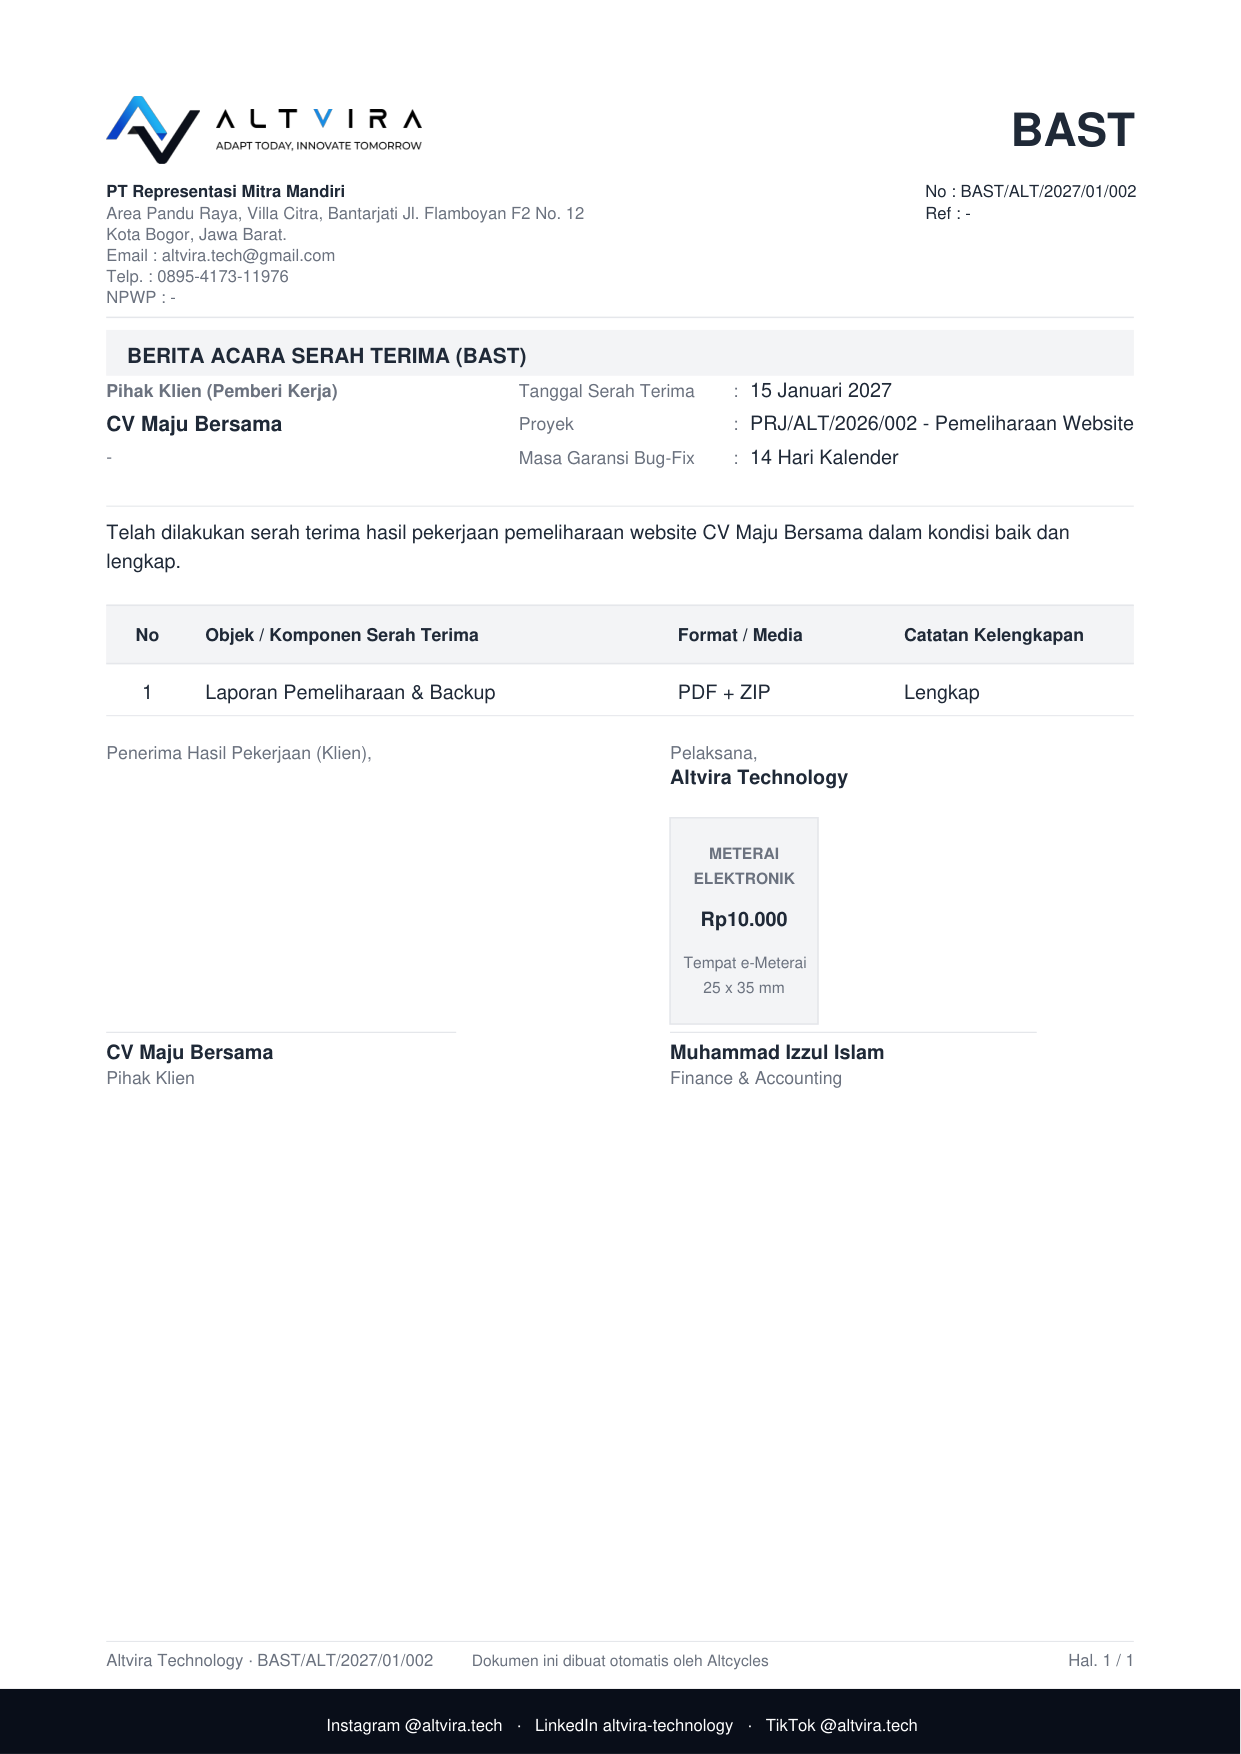 ALTVIRA
ADAPT TODAY, INNOVATE TOMORROW
BAST
PT Representasi Mitra Mandiri
Area Pandu Raya, Villa Citra, Bantarjati Jl. Flamboyan F2 No. 12
Kota Bogor, Jawa Barat.
Email : altvira.tech@gmail.com
Telp. : 0895-4173-11976
NPWP : -
No : BAST/ALT/2027/01/002
Ref : -
BERITA ACARA SERAH TERIMA (BAST)
Pihak Klien (Pemberi Kerja)
CV Maju Bersama
-
Tanggal Serah Terima : 15 Januari 2027
Proyek : PRJ/ALT/2026/002 - Pemeliharaan Website
Masa Garansi Bug-Fix : 14 Hari Kalender
Telah dilakukan serah terima hasil pekerjaan pemeliharaan website CV Maju Bersama dalam kondisi baik dan
lengkap.
No Objek / Komponen Serah Terima Format / Media Catatan Kelengkapan
1 Laporan Pemeliharaan & Backup PDF + ZIP Lengkap
Penerima Hasil Pekerjaan (Klien),
CV Maju Bersama
Pihak Klien
Pelaksana,
Altvira Technology
METERAI
ELEKTRONIK
Rp10.000
Tempat e-Meterai
25 x 35 mm
Muhammad Izzul Islam
Finance & Accounting
Altvira Technology · BAST/ALT/2027/01/002 Dokumen ini dibuat otomatis oleh Altcycles Hal. 1 / 1
Instagram @altvira.tech · LinkedIn altvira-technology · TikTok @altvira.tech